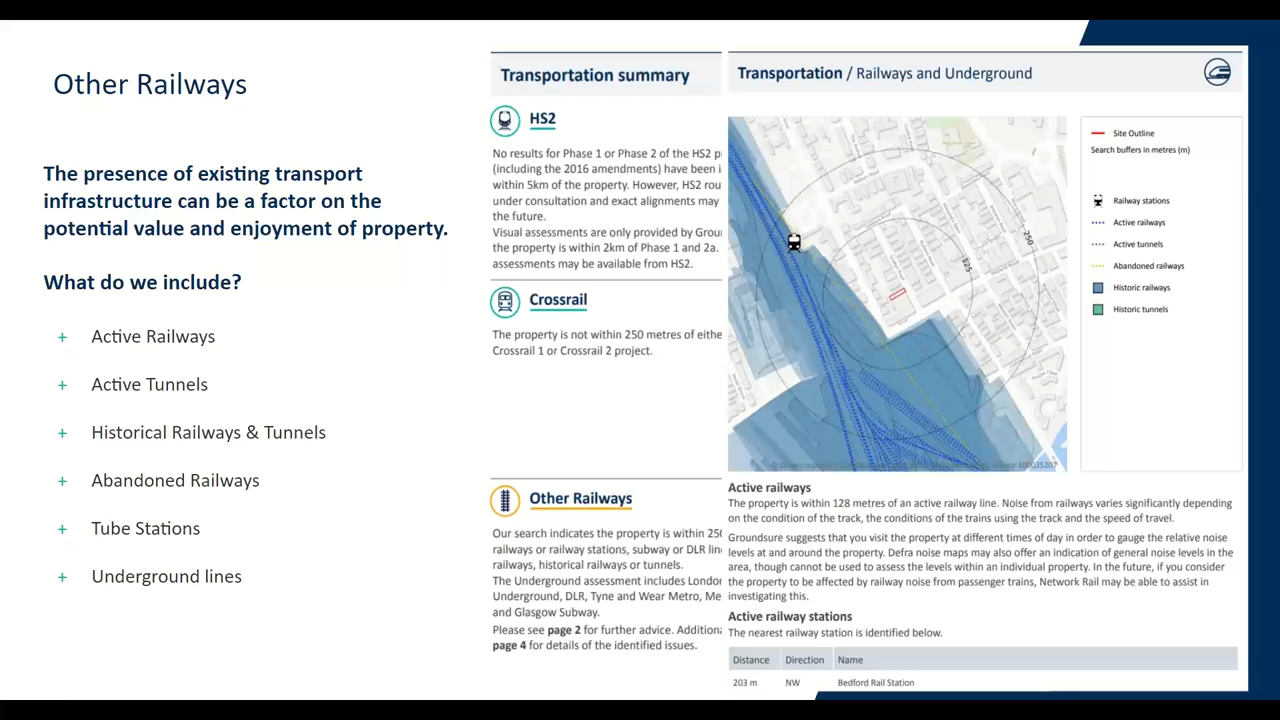 Other Railways
The presence of existing transport
infrastructure can be a factor on the
potential value and enjoyment of property.
What do we include?
+ Active Railways
+ Active Tunnels
+ Historical Railways & Tunnels
+ Abandoned Railways
+ Tube Stations
+ Underground lines
Transportation summary
HS2
No results for Phase 1 or Phase 2 of the HS2
(including the 2016 amendments) have been
within 5km of the property. However, HS2
under consultation and exact alignments may
the future.
Visual assessments are only provided by
the property is within 2km of Phase 1 and 2a.
assessments may be available from HS2.
Crossrail
The property is not within 250 metres of
Crossrail 1 or Crossrail 2 project.
Other Railways
Our search indicates the property is within
railways or railway stations, subway or DLR
railways, historical railways or tunnels.
The Underground assessment includes
Underground, DLR, Tyne and Wear Metro,
and Glasgow Subway.
Please see page 2 for further advice.
page 4 for details of the identified issues.
Transportation / Railways and Underground
250
125
Site Outline
Search buffers in metres (m)
Railway stations
Active railways
Active tunnels
Abandoned railways
Historic railways
Historic tunnels
Active railways
The property is within 128 metres of an active railway line. Noise from railways varies significantly depending
on the condition of the track, the conditions of the trains using the track and the speed of travel.
Groundsure suggests that you visit the property at different times of day in order to gauge the relative noise
levels at and around the property. Defra noise maps may also offer an indication of general noise levels in the
area, though cannot be used to assess the levels within an individual property. In the future, if you consider
the property to be affected by railway noise from passenger trains, Network Rail may be able to assist in
investigating this.
Active railway stations
The nearest railway station is identified below.
Distance Direction Name
203 m NW Bedford Rail Station